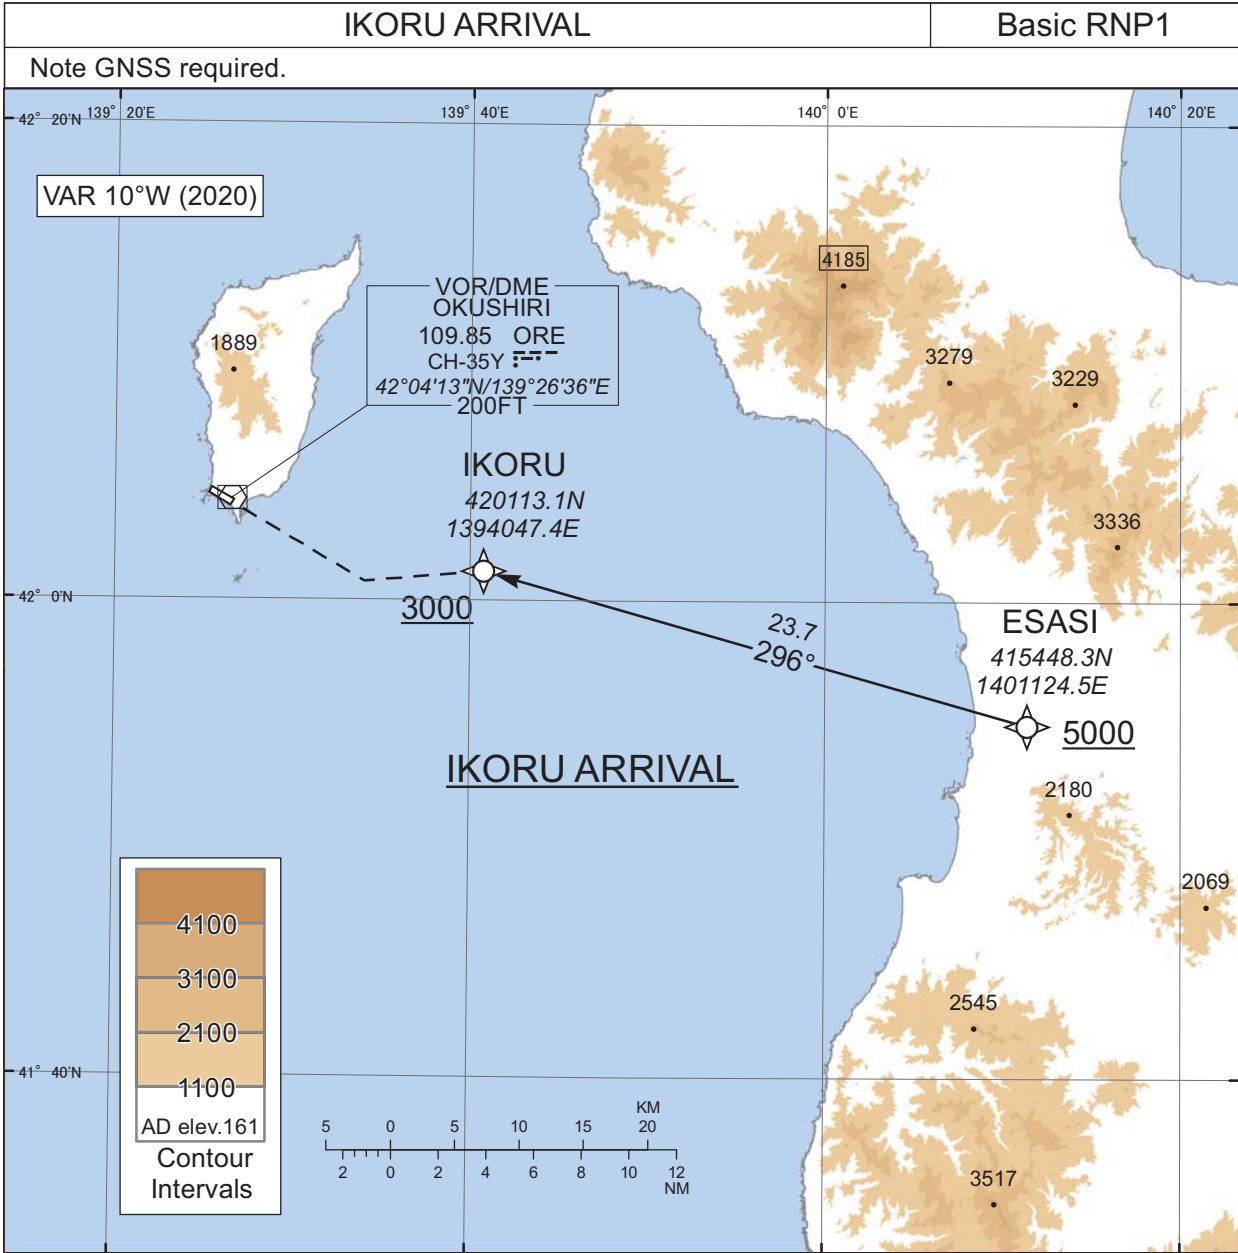 IKORU ARRIVAL
Basic RNP1
Note GNSS required.
139° 20'E
139° 40'E
140° 0'E
140° 20'E
42° 20'N
VAR 10°W (2020)
4185
VOR/DME
OKUSHIRI
109.85 ORE
CH-35Y
42°04'13"N/139°26'36"E
200FT
1889
3279
3229
IKORU
420113.1N
1394047.4E
3336
42° 0'N
3000
23.7
296°
ESASI
415448.3N
1401124.5E
5000
IKORU ARRIVAL
2180
2069
4100
3100
2100
1100
AD elev.161
Contour
Intervals
2545
41° 40'N
KM
5 0 5 10 15 20
2 0 2 4 6 8 10 12
NM
3517